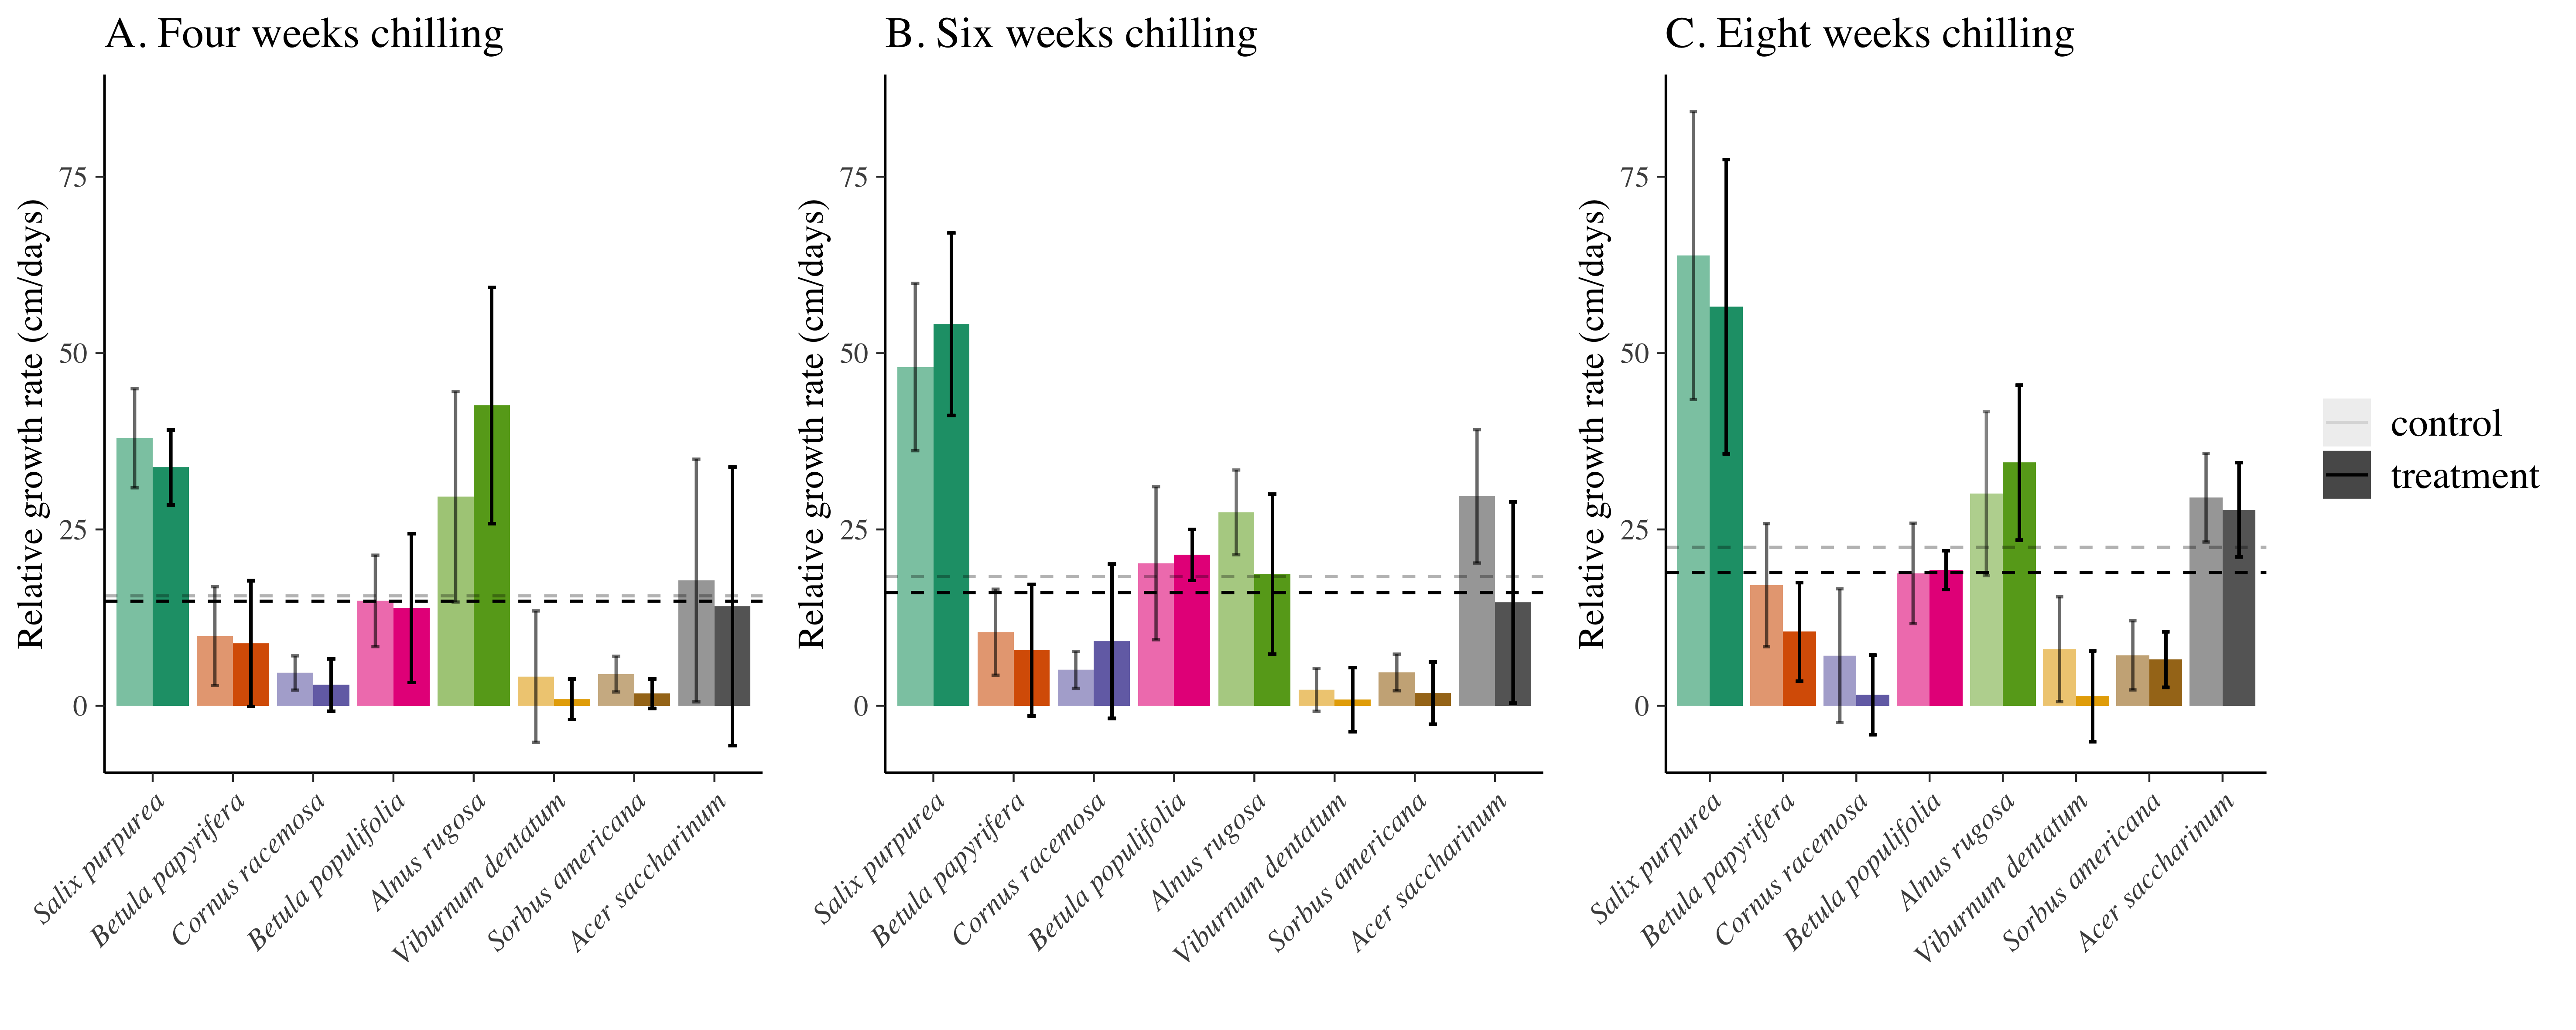 A. Four weeks chilling
Relative growth rate (cm/days)
75
50
25
0
Salix purpurea
Betula papyrifera
Cornus racemosa
Betula populifolia
Alnus rugosa
Viburnum dentatum
Sorbus americana
Acer saccharinum
B. Six weeks chilling
Relative growth rate (cm/days)
75
50
25
0
Salix purpurea
Betula papyrifera
Cornus racemosa
Betula populifolia
Alnus rugosa
Viburnum dentatum
Sorbus americana
Acer saccharinum
C. Eight weeks chilling
Relative growth rate (cm/days)
75
50
25
0
Salix purpurea
Betula papyrifera
Cornus racemosa
Betula populifolia
Alnus rugosa
Viburnum dentatum
Sorbus americana
Acer saccharinum
control
treatment